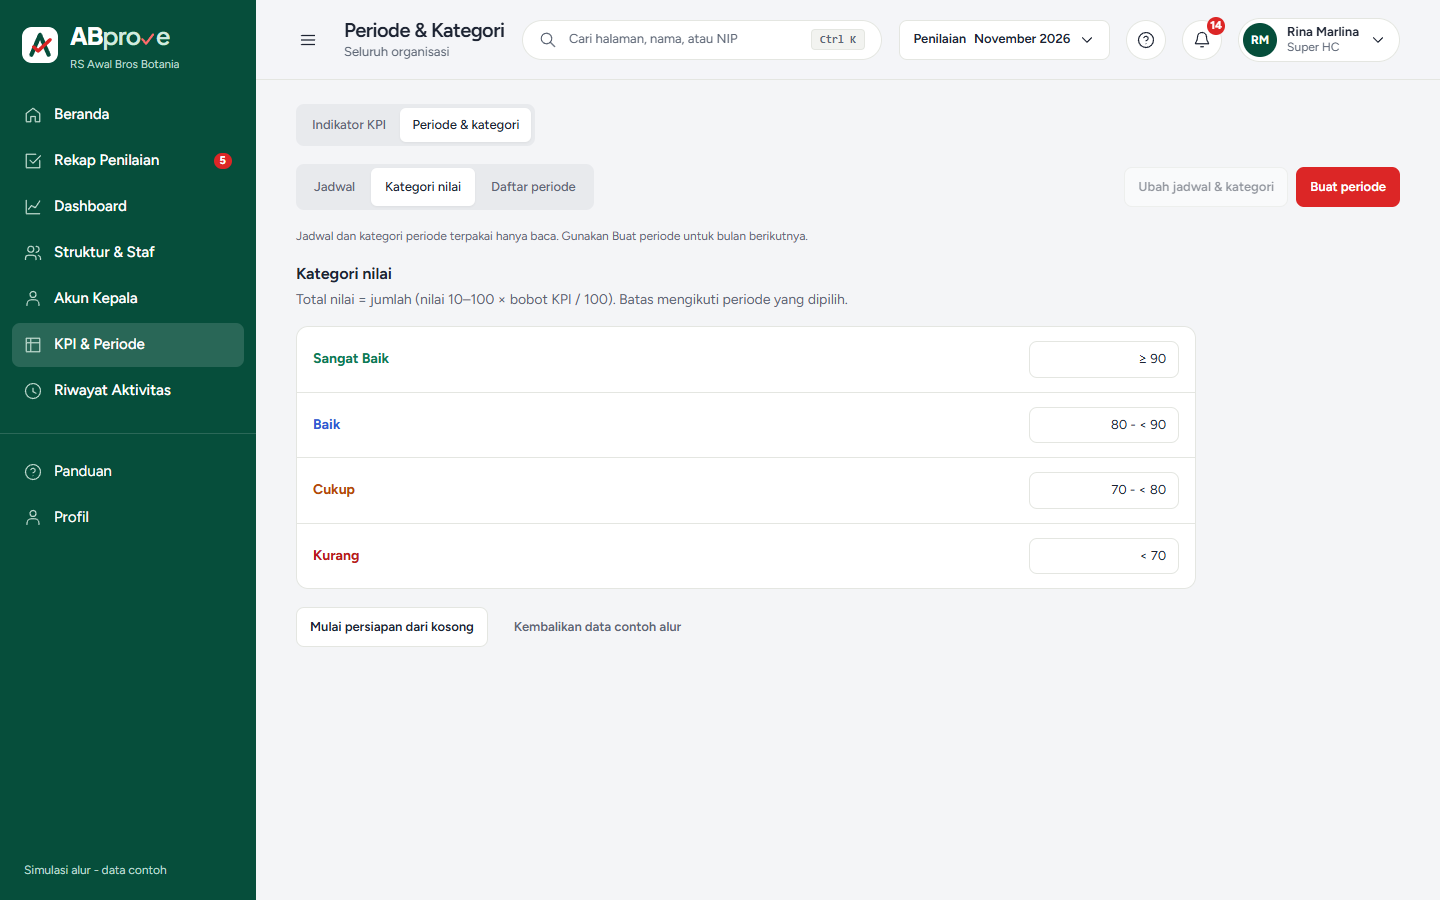 ABprove
RS Awal Bros Botania
Beranda
Rekap Penilaian 5
Dashboard
Struktur & Staf
Akun Kepala
KPI & Periode
Riwayat Aktivitas
Panduan
Profil
Simulasi alur - data contoh
Periode & Kategori
Seluruh organisasi
Cari halaman, nama, atau NIP Ctrl K
Penilaian November 2026
14
RM
Rina Marlina
Super HC
Indikator KPI Periode & kategori
Jadwal Kategori nilai Daftar periode
Ubah jadwal & kategori Buat periode
Jadwal dan kategori periode terpakai hanya baca. Gunakan Buat periode untuk bulan berikutnya.
Kategori nilai
Total nilai = jumlah (nilai 10–100 × bobot KPI / 100). Batas mengikuti periode yang dipilih.
Sangat Baik ≥ 90
Baik 80 - < 90
Cukup 70 - < 80
Kurang < 70
Mulai persiapan dari kosong Kembalikan data contoh alur